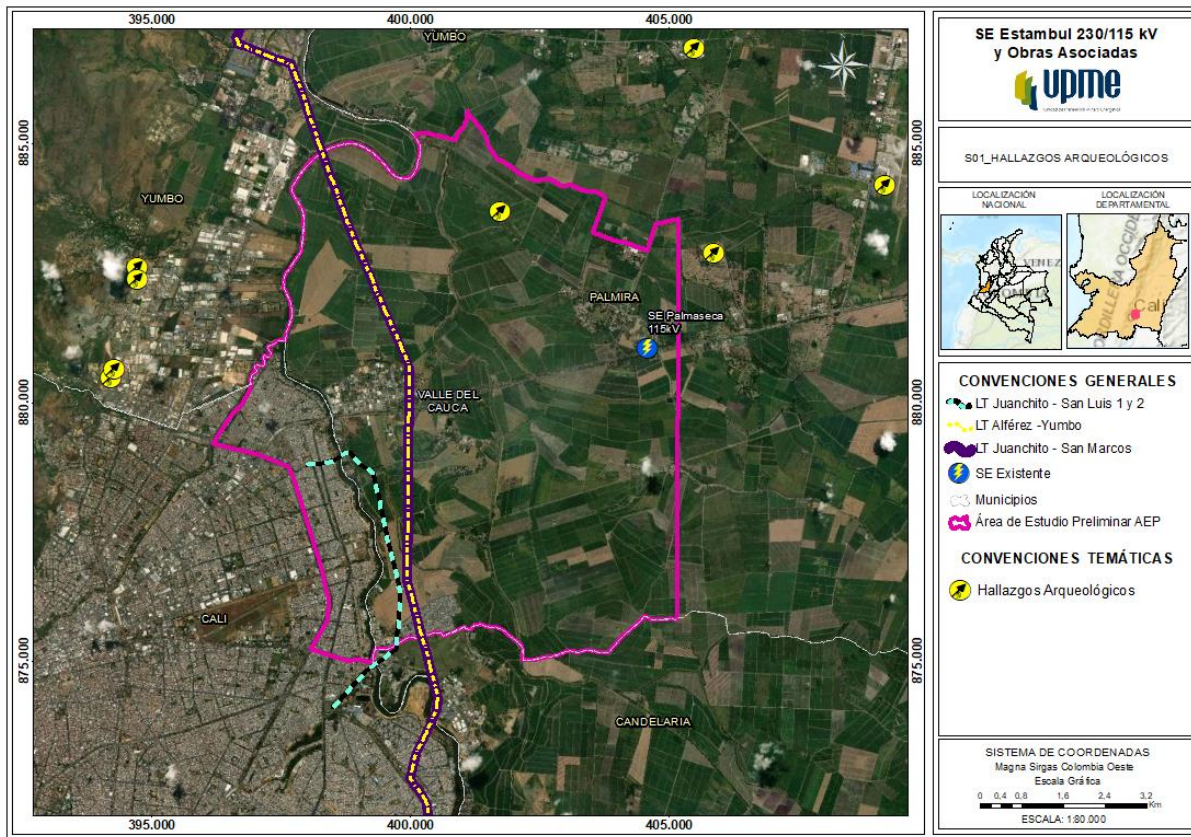 395.000
400.000
405.000
885.000
880.000
875.000
YUMBO
YUMBO
PALMIRA
SE Palmaseca
115kV
VALLE DEL
CAUCA
CALI
CANDELARIA
885.000
880.000
875.000
395.000
400.000
405.000
SE Estambul 230/115 kV
y Obras Asociadas
upme
S01_HALLAZGOS ARQUEOLÓGICOS
LOCALIZACIÓN
NACIONAL
VENEZ
LOCALIZACIÓN
DEPARTAMENTAL
DILLERA OCCIDE
Cali
CONVENCIONES GENERALES
LT Juanchito - San Luis 1 y 2
LT Alférez -Yumbo
LT Juanchito - San Marcos
SE Existente
Municipios
Área de Estudio Preliminar AEP
CONVENCIONES TEMÁTICAS
Hallazgos Arqueológicos
SISTEMA DE COORDENADAS
Magna Sirgas Colombia Oeste
Escala Gráfica
0 0,4 0,8 1,6 2,4 3,2
Km
ESCALA: 1:80.000